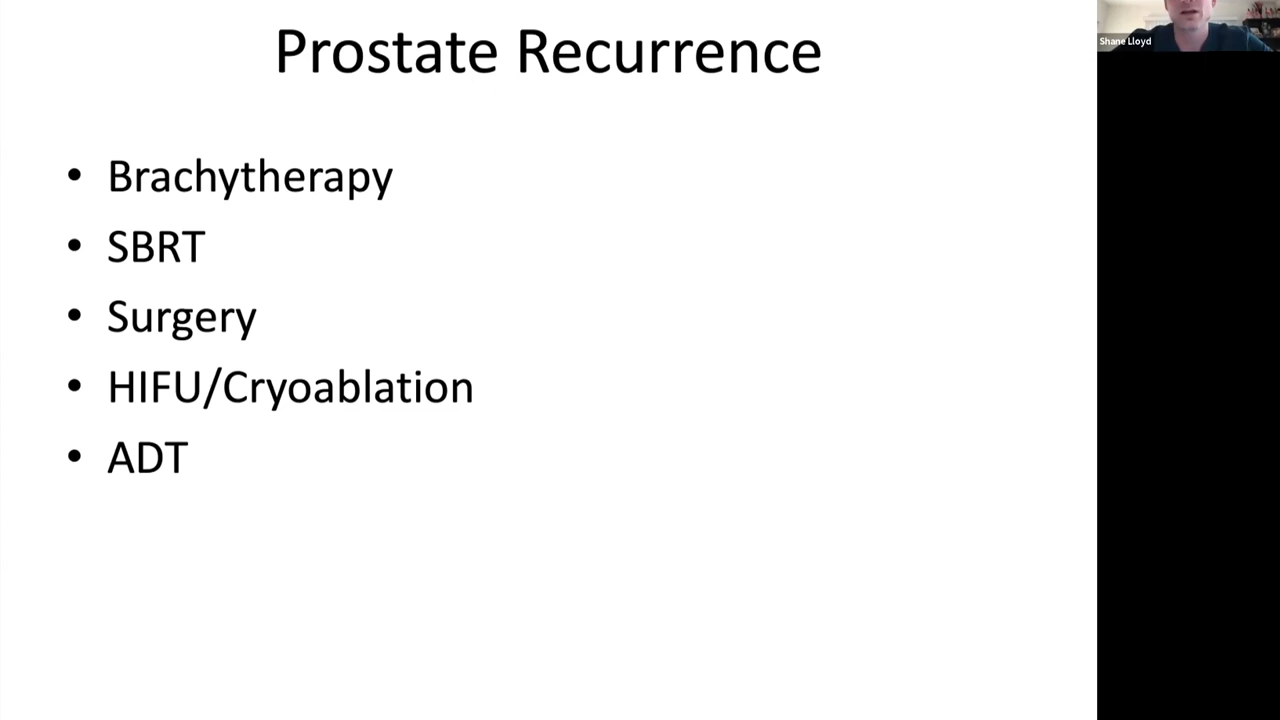 Prostate Recurrence
Shane Lloyd
• Brachytherapy
• SBRT
• Surgery
• HIFU/Cryoablation
• ADT